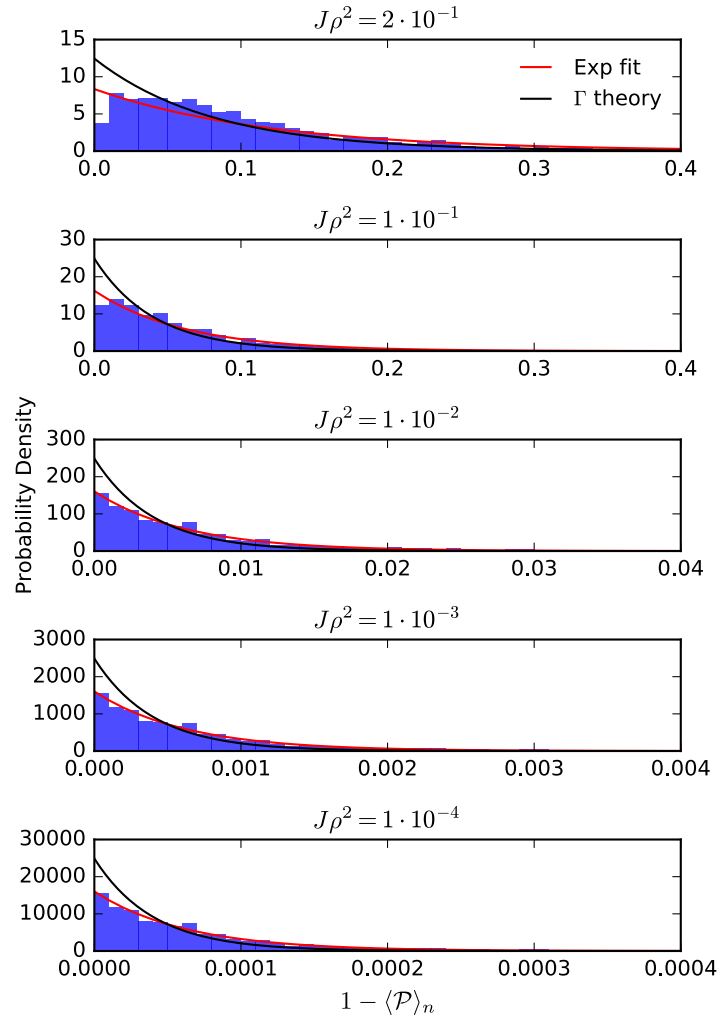 Jρ² = 2 · 10⁻¹
15
10
5
0
Exp fit
Γ theory
0.0 0.1 0.2 0.3 0.4
Jρ² = 1 · 10⁻¹
30
20
10
0
0.0 0.1 0.2 0.3 0.4
Probability Density
Jρ² = 1 · 10⁻²
300
200
100
0
0.00 0.01 0.02 0.03 0.04
Jρ² = 1 · 10⁻³
3000
2000
1000
0
0.000 0.001 0.002 0.003 0.004
Jρ² = 1 · 10⁻⁴
30000
20000
10000
0
0.0000 0.0001 0.0002 0.0003 0.0004
1 − ⟨𝒫⟩ₙ